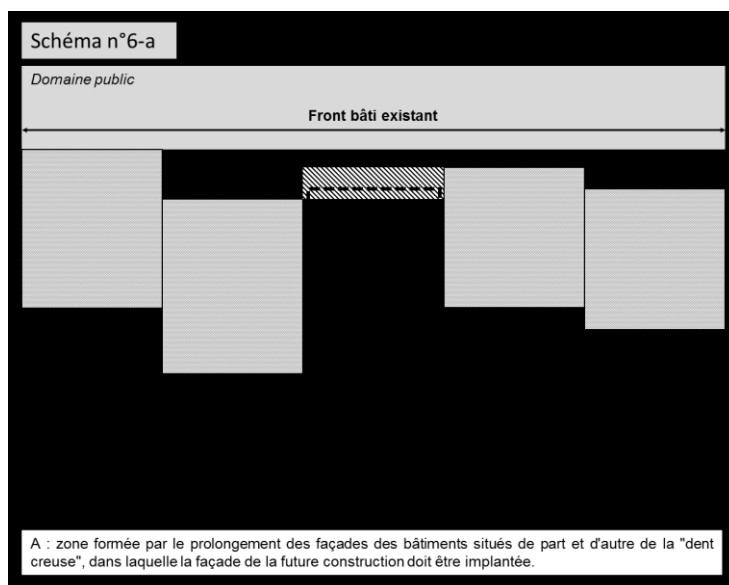 Schéma n°6-a
Domaine public
Front bâti existant
A : zone formée par le prolongement des façades des bâtiments situés de part et d'autre de la "dent
creuse", dans laquelle la façade de la future construction doit être implantée.